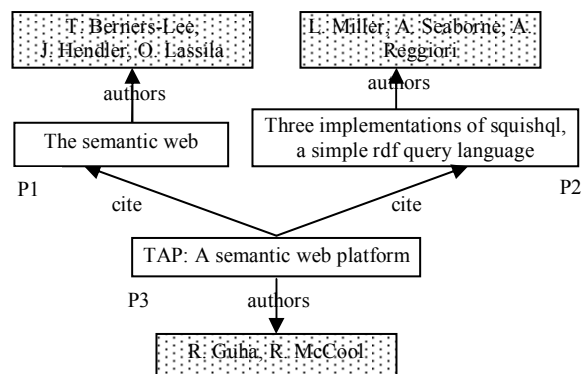 T. Berners-Lee,
J. Hendler, O. Lassila
L. Miller, A. Seaborne, A.
Reggiori
authors
authors
The semantic web
Three implementations of squishql,
a simple rdf query language
P1
P2
cite
cite
TAP: A semantic web platform
P3
authors
R. Guha, R. McCool